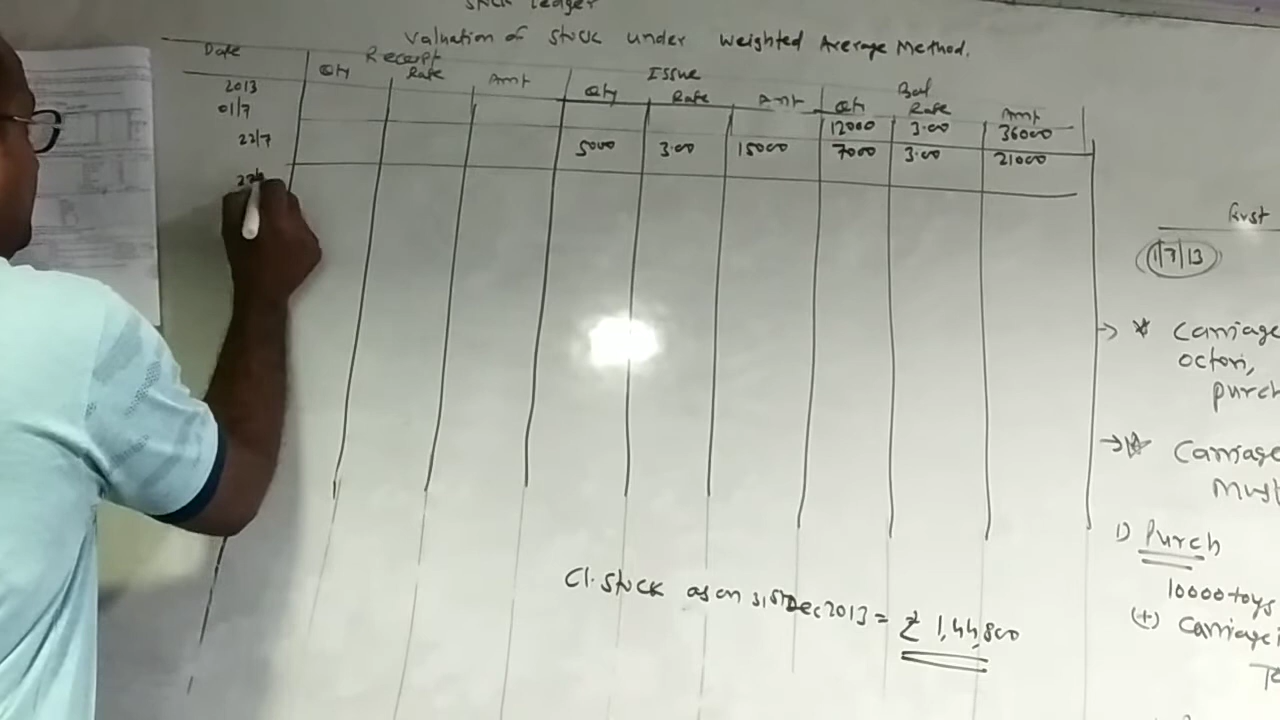 Stock Ledger
Valuation of stock under Weighted Average Method.
Date Receipt Issue Bal
Qty Rate Amt Qty Rate Amt Qty Rate Amt
2013
01/7 12000 3.00 36000
22/7 5000 3.00 15000 7000 3.00 21000
Cl. stock as on 31st Dec 2013 = ₹ 1,44,800
First
1/7/13
→ * Carriage
octori,
purch
→ * Carriage
must
1) Purch
10000 toys
(+) Carriage